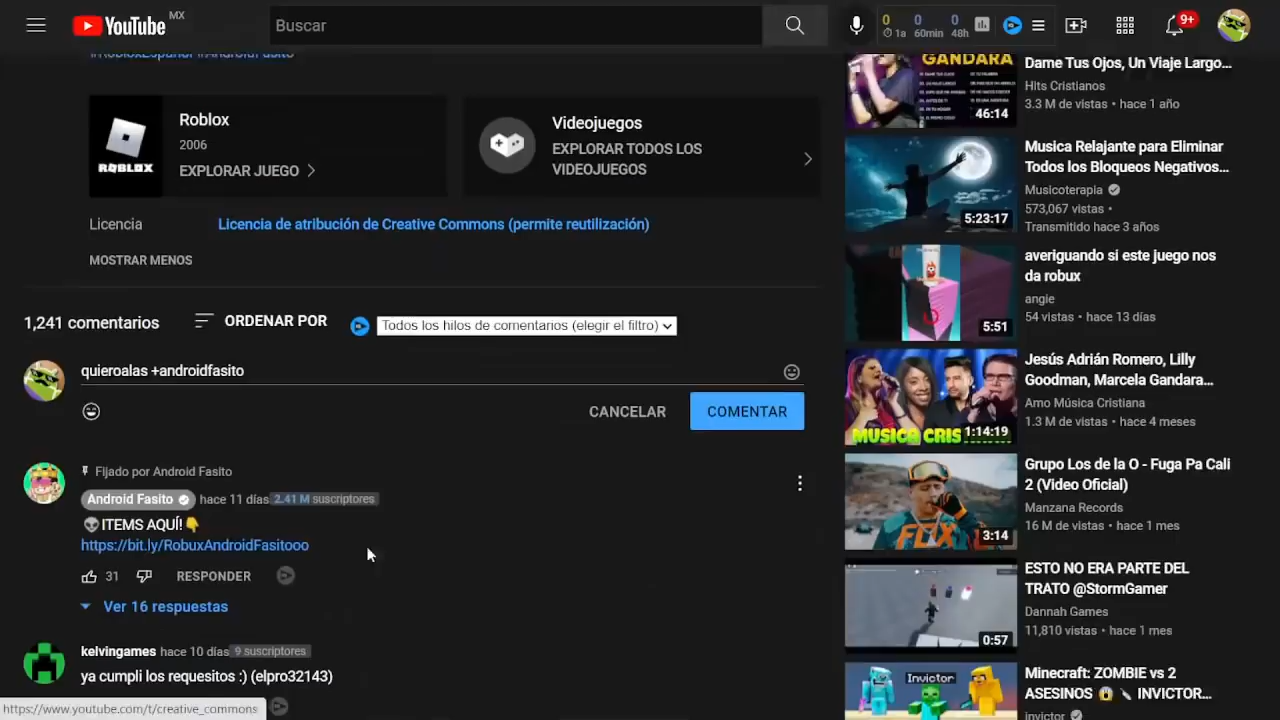 YouTube MX
Buscar
0 0 0
1a 60min 48h
9+
#RobloxEspañol #AndroidFasito
Roblox
2006
EXPLORAR JUEGO
ROBLOX
Videojuegos
EXPLORAR TODOS LOS
VIDEOJUEGOS
Licencia
Licencia de atribución de Creative Commons (permite reutilización)
MOSTRAR MENOS
1,241 comentarios
ORDENAR POR
Todos los hilos de comentarios (elegir el filtro)
quieroalas +androidfasito
CANCELAR
COMENTAR
Fijado por Android Fasito
Android Fasito hace 11 días 2.41 M suscriptores
👽ITEMS AQUÍ!👇
https://bit.ly/RobuxAndroidFasitooo
31
RESPONDER
Ver 16 respuestas
kelvingames hace 10 días 9 suscriptores
ya cumpli los requesitos :) (elpro32143)
https://www.youtube.com/t/creative_commons
GANDARA
46:14
Dame Tus Ojos, Un Viaje Largo...
Hits Cristianos
3.3 M de vistas • hace 1 año
5:23:17
Musica Relajante para Eliminar
Todos los Bloqueos Negativos...
Musicoterapia
573,067 vistas •
Transmitido hace 3 años
5:51
averiguando si este juego nos
da robux
angie
54 vistas • hace 13 días
MUSICA CRIS
1:14:19
Jesús Adrián Romero, Lilly
Goodman, Marcela Gandara...
Amo Música Cristiana
1.3 M de vistas • hace 4 meses
FOX
3:14
Grupo Los de la O - Fuga Pa Cali
2 (Video Oficial)
Manzana Records
16 M de vistas • hace 1 mes
0:57
ESTO NO ERA PARTE DEL
TRATO @StormGamer
Dannah Games
11,810 vistas • hace 1 mes
Invictor
Minecraft: ZOMBIE vs 2
ASESINOS 😱🔪 INVICTOR...
invictor